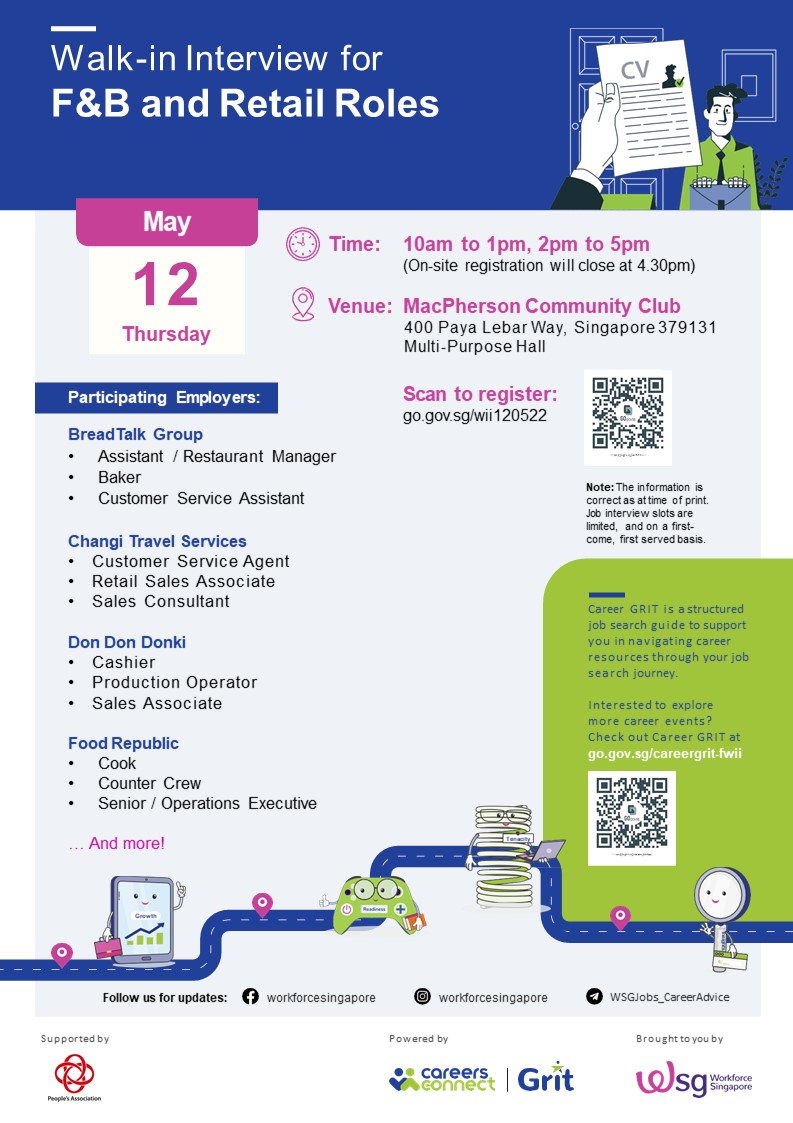 Walk-in Interview for
F&B and Retail Roles
CV
May
12
Thursday
Time: 10am to 1pm, 2pm to 5pm
(On-site registration will close at 4.30pm)
Venue: MacPherson Community Club
400 Paya Lebar Way, Singapore 379131
Multi-Purpose Hall
Scan to register:
go.gov.sg/wii120522
Note: The information is
correct as at time of print.
Job interview slots are
limited, and on a first-
come, first served basis.
Participating Employers:
BreadTalk Group
• Assistant / Restaurant Manager
• Baker
• Customer Service Assistant
Changi Travel Services
• Customer Service Agent
• Retail Sales Associate
• Sales Consultant
Don Don Donki
• Cashier
• Production Operator
• Sales Associate
Food Republic
• Cook
• Counter Crew
• Senior / Operations Executive
... And more!
Career GRIT is a structured
job search guide to support
you in navigating career
resources through your job
search journey.
Interested to explore
more career events?
Check out Career GRIT at
go.gov.sg/careergrit-fwii
Growth
Readiness
Tenacity
Follow us for updates: workforcesingapore workforcesingapore WSGJobs_CareerAdvice
Supported by
People's Association
Powered by
careers connect | Grit
Brought to you by
wsg Workforce Singapore